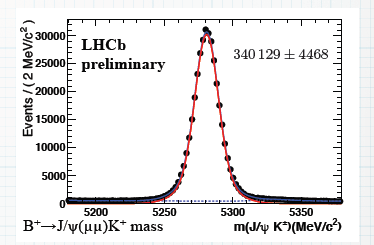 Events / ( 2 MeV/c² )
30000
25000
20000
15000
10000
5000
0
LHCb
preliminary
340 129 ± 4468
5200 5250 5300 5350
B⁺→J/ψ(μμ)K⁺ mass
m(J/ψ K⁺)(MeV/c²)